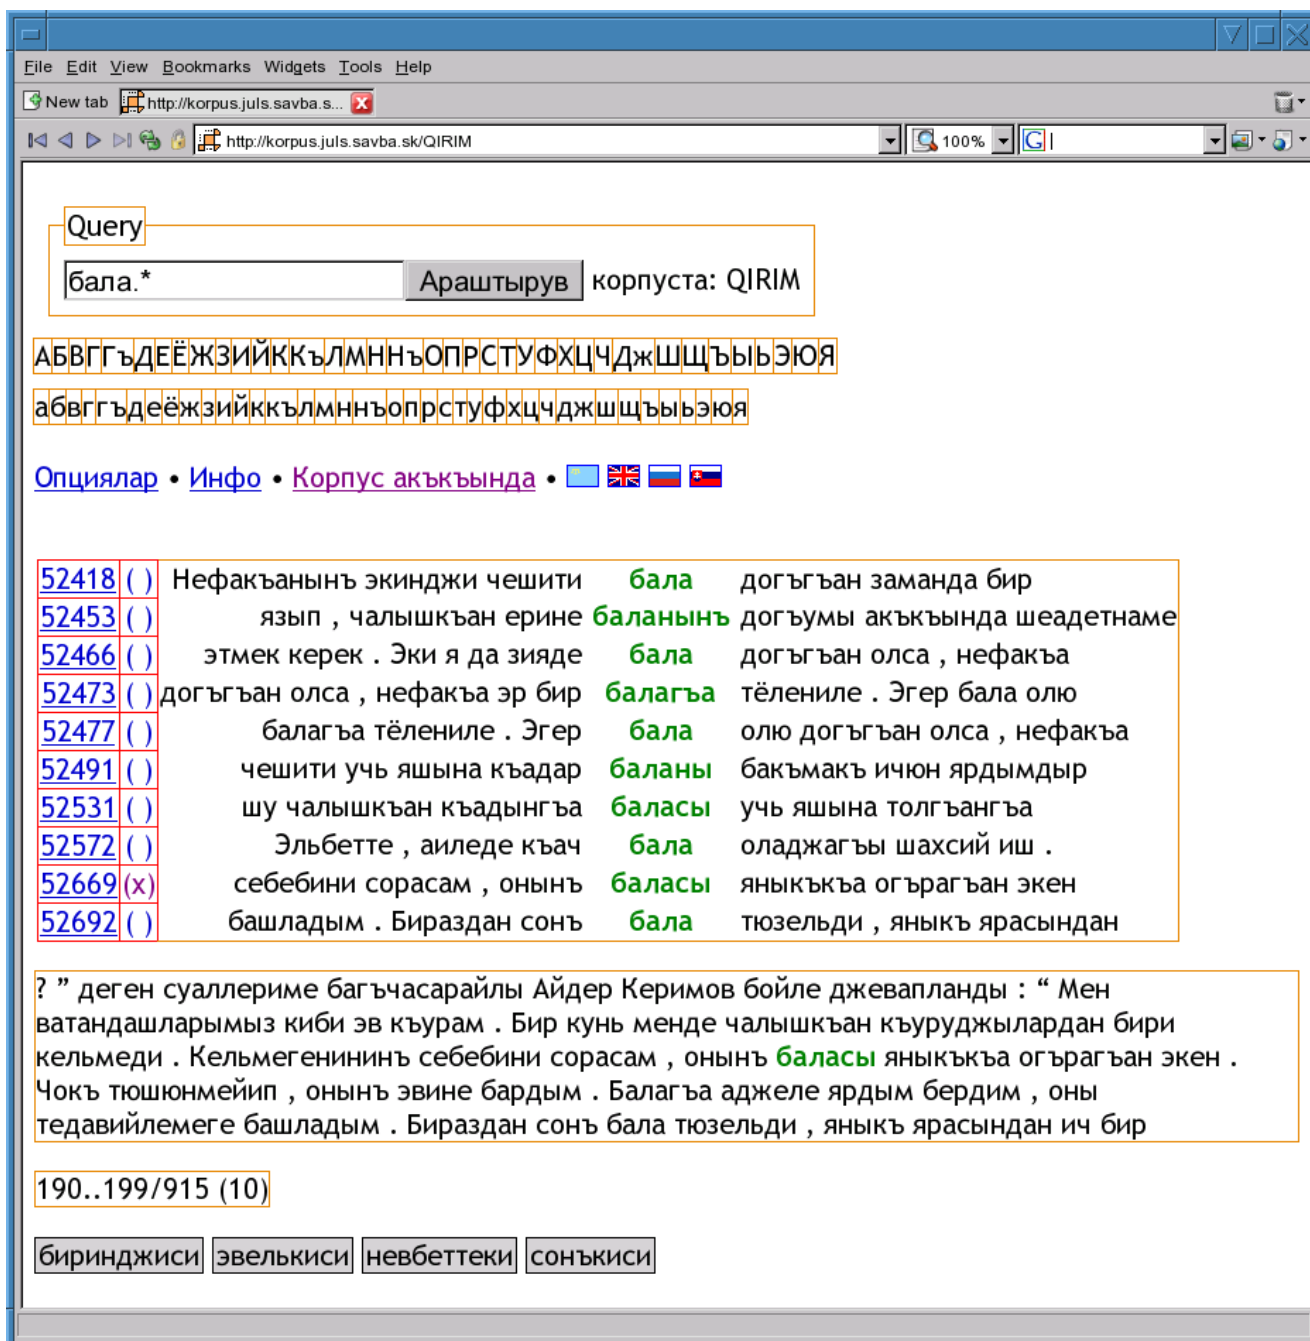 File Edit View Bookmarks Widgets Tools Help
New tab http://korpus.juls.savba.s...
http://korpus.juls.savba.sk/QIRIM 100% G
Query
бала.* Араштырув корпуста: QIRIM
АБВГГъДЕЁЖЗИЙККъЛМННъОПРСТУФХЦЧДжШЩЪЫЬЭЮЯ
абвггъдеёжзийккълмннъопрстуфхцчджшщъыьэюя
Опциялар • Инфо • Корпус акъкъында •
52418 ( ) Нефакъанынъ экинджи чешити бала догъгъан заманда бир
52453 ( ) язып , чалышкъан ерине баланынъ догъумы акъкъында шеадетнаме
52466 ( ) этмек керек . Эки я да зияде бала догъгъан олса , нефакъа
52473 ( ) догъгъан олса , нефакъа эр бир балагъа тёлениле . Эгер бала олю
52477 ( ) балагъа тёлениле . Эгер бала олю догъгъан олса , нефакъа
52491 ( ) чешити учь яшына къадар баланы бакъмакъ ичюн ярдымдыр
52531 ( ) шу чалышкъан къадынгъа баласы учь яшына толгъангъа
52572 ( ) Эльбетте , аиледе къач бала оладжагъы шахсий иш .
52669 (x) себебини сорасам , онынъ баласы яныкъкъа огърагъан экен
52692 ( ) башладым . Бираздан сонъ бала тюзельди , яныкъ ярасындан
? ” деген суаллериме багъчасарайлы Айдер Керимов бойле джевапланды : “ Мен
ватандашларымыз киби эв къурам . Бир кунь менде чалышкъан къуруджылардан бири
кельмеди . Кельмегенининъ себебини сорасам , онынъ баласы яныкъкъа огърагъан экен .
Чокъ тюшюнмейип , онынъ эвине бардым . Балагъа аджеле ярдым бердим , оны
тедавийлемеге башладым . Бираздан сонъ бала тюзельди , яныкъ ярасындан ич бир
190..199/915 (10)
биринджиси эвелькиси невбеттеки сонъкиси